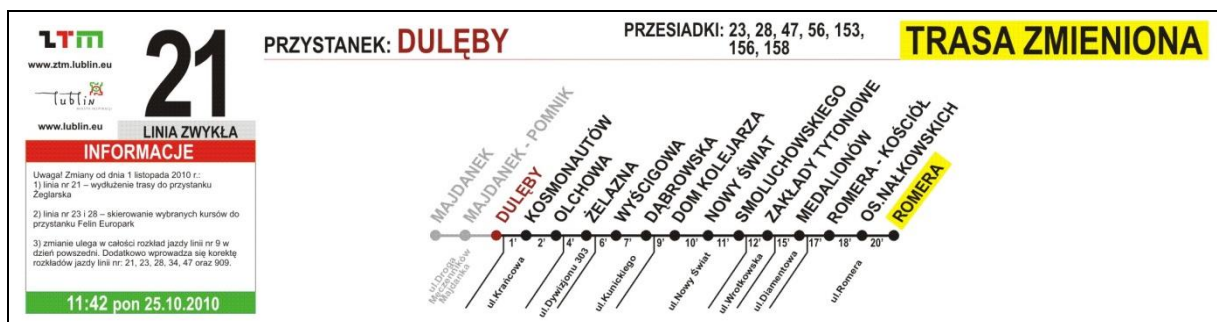 ZTM
www.ztm.lublin.eu
lublin
www.lublin.eu
21
LINIA ZWYKŁA
INFORMACJE
Uwaga! Zmiany od dnia 1 listopada 2010 r.:
1) linia nr 21 – wydłużenie trasy do przystanku
Żeglarska
2) linia nr 23 i 28 – skierowanie wybranych kursów do
przystanku Felin Europark
3) zmianie ulega w całości rozkład jazdy linii nr 9 w
dzień powszedni. Dodatkowo wprowadza się korektę
rozkładów jazdy linii nr: 21, 23, 28, 34, 47 oraz 909.
11:42 pon 25.10.2010
PRZYSTANEK: DULĘBY
PRZESIADKI: 23, 28, 47, 56, 153,
156, 158
TRASA ZMIENIONA
MAJDANEK
MAJDANEK - POMNIK
DULĘBY
KOSMONAUTÓW
OLCHOWA
ŻELAZNA
WYŚCIGOWA
DĄBROWSKA
DOM KOLEJARZA
NOWY ŚWIAT
SMOLUCHOWSKIEGO
ZAKŁADY TYTONIOWE
MEDALIONÓW
ROMERA - KOŚCIÓŁ
OS.NAŁKOWSKICH
ROMERA
1' 2' 4' 6' 7' 9' 10' 11' 12' 15' 17' 18' 20'
ul.Droga
Męczenników
Majdanka
ul.Krańcowa
ul.Dywizjonu 303
ul.Kunickiego
ul.Nowy Świat
ul.Wrotkowska
ul.Diamentowa
ul.Romera